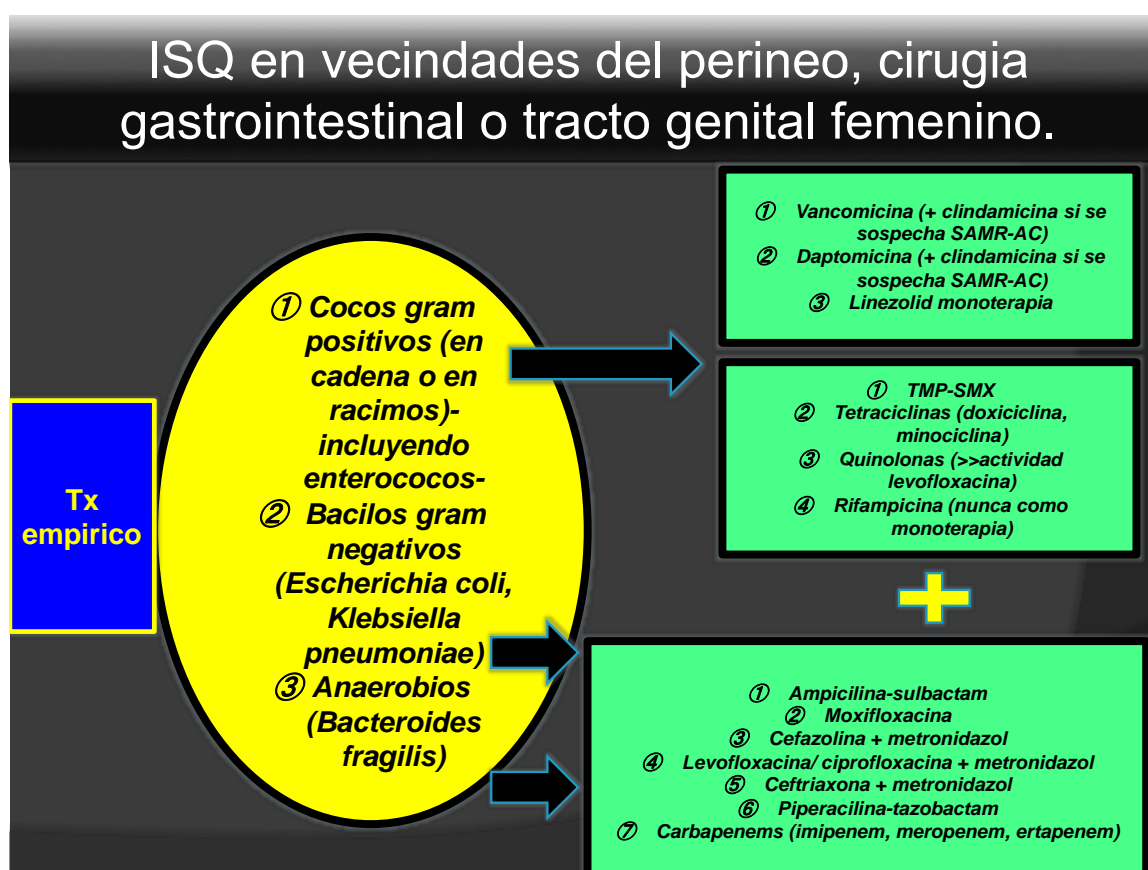 ISQ en vecindades del perineo, cirugia
gastrointestinal o tracto genital femenino.
Tx
empirico
① Cocos gram
positivos (en
cadena o en
racimos)-
incluyendo
enterococos-
② Bacilos gram
negativos
(Escherichia coli,
Klebsiella
pneumoniae)
③ Anaerobios
(Bacteroides
fragilis)
① Vancomicina (+ clindamicina si se
sospecha SAMR-AC)
② Daptomicina (+ clindamicina si se
sospecha SAMR-AC)
③ Linezolid monoterapia
① TMP-SMX
② Tetraciclinas (doxiciclina,
minociclina)
③ Quinolonas (>>actividad
levofloxacina)
④ Rifampicina (nunca como
monoterapia)
① Ampicilina-sulbactam
② Moxifloxacina
③ Cefazolina + metronidazol
④ Levofloxacina/ ciprofloxacina + metronidazol
⑤ Ceftriaxona + metronidazol
⑥ Piperacilina-tazobactam
⑦ Carbapenems (imipenem, meropenem, ertapenem)